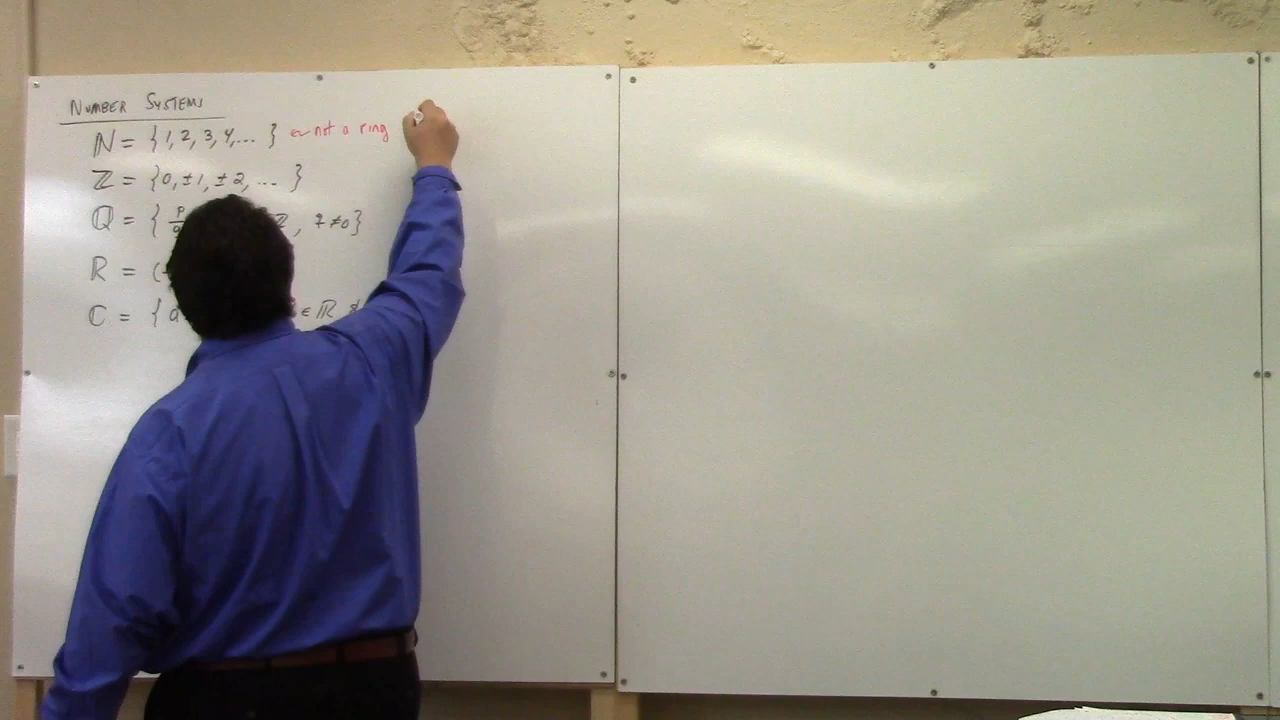 NUMBER SYSTEMS
ℕ = { 1, 2, 3, 4, ... } ← not a ring
ℤ = { 0, ±1, ±2, ... }
ℚ = { p ℤ, q ≠ 0 }
ℝ = (
ℂ = { a ∈ ℝ